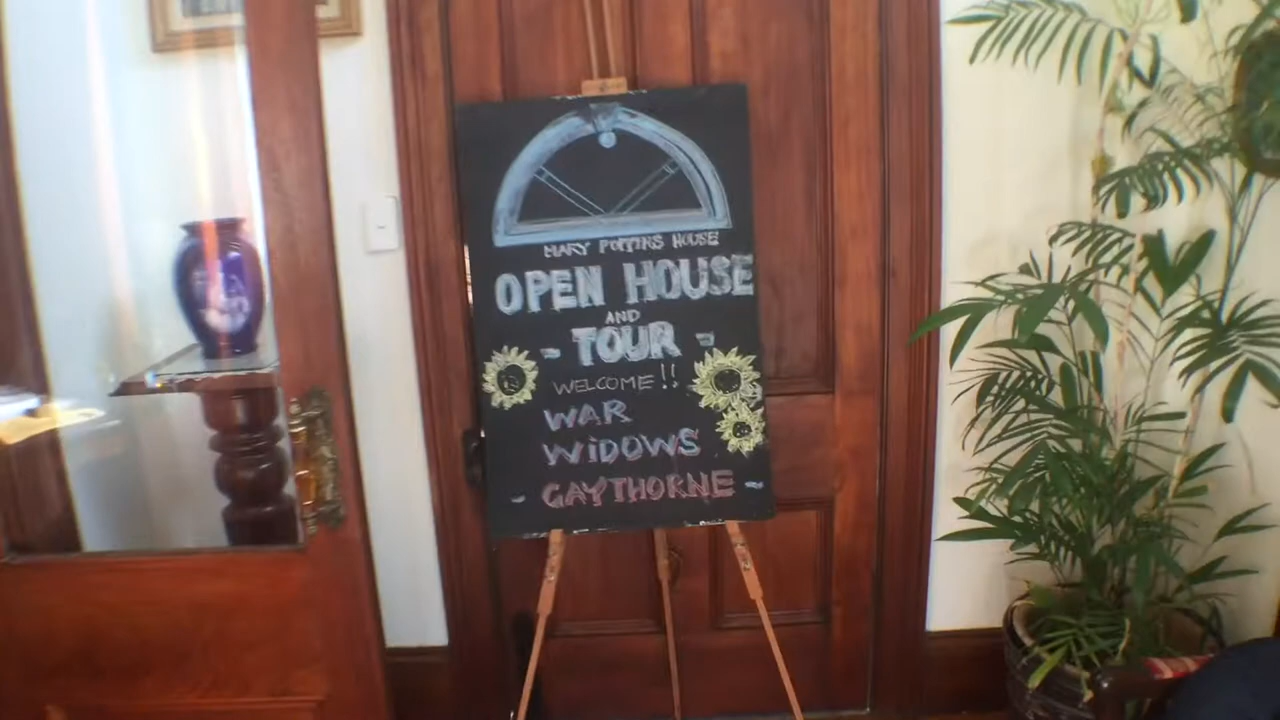 MARY POPPINS HOUSE
OPEN HOUSE
AND
- TOUR -
WELCOME!!
WAR
WiDOWS
- GAYTHORNE -